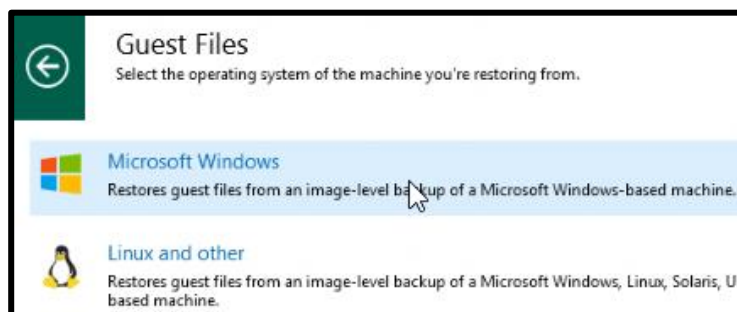 Guest Files
Select the operating system of the machine you're restoring from.
Microsoft Windows
Restores guest files from an image-level backup of a Microsoft Windows-based machine.
Linux and other
Restores guest files from an image-level backup of a Microsoft Windows, Linux, Solaris, U
based machine.